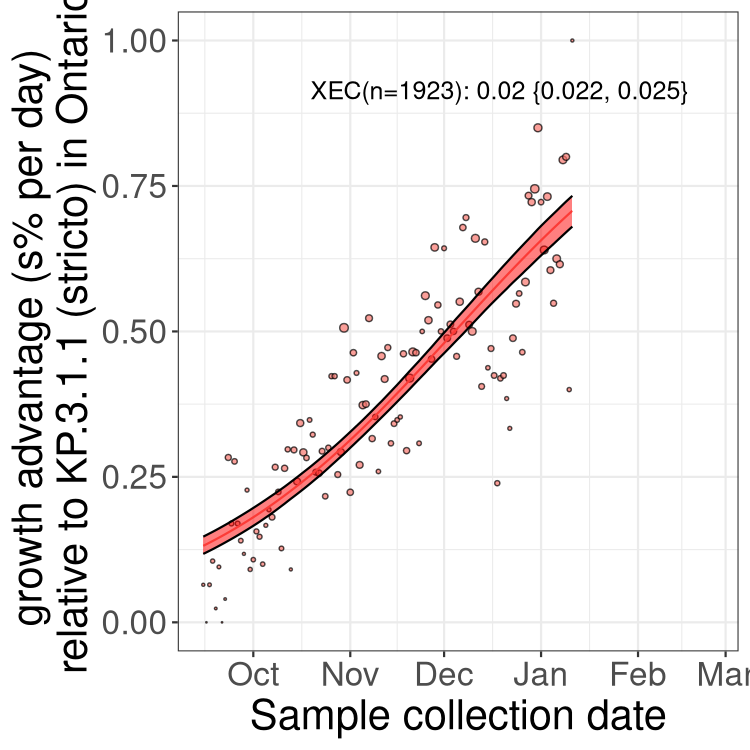 growth advantage (s% per day)
relative to KP.3.1.1 (stricto) in Ontario
1.00
0.75
0.50
0.25
0.00
XEC(n=1923): 0.02 {0.022, 0.025}
Oct Nov Dec Jan Feb Mar
Sample collection date